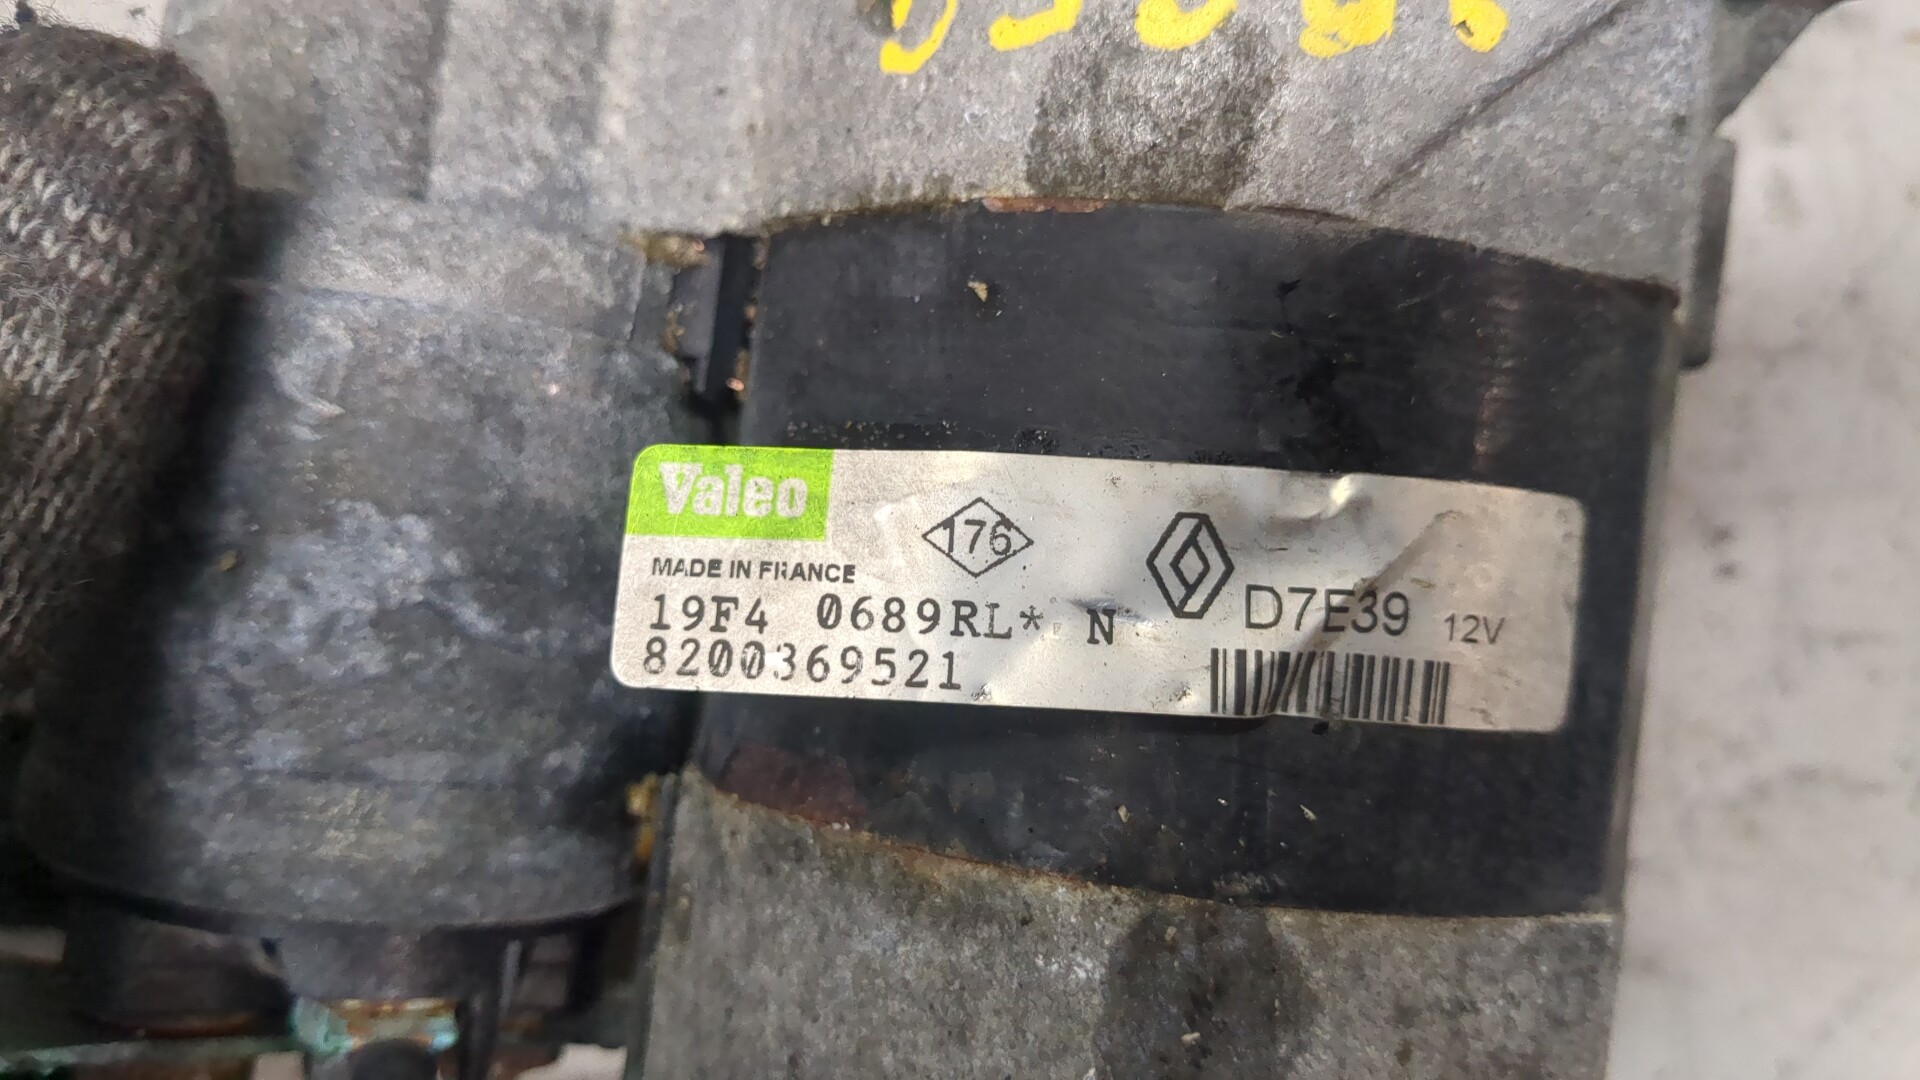 Valeo
176
MADE IN FRANCE
D7E39 12V
19F4 0689RL* N
8200369521